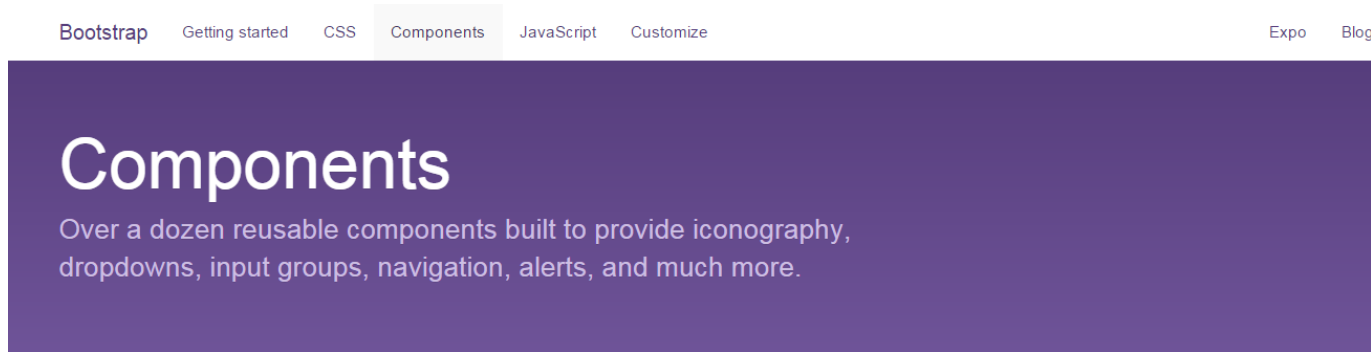 Bootstrap Getting started CSS Components JavaScript Customize Expo Blog
Components
Over a dozen reusable components built to provide iconography,
dropdowns, input groups, navigation, alerts, and much more.